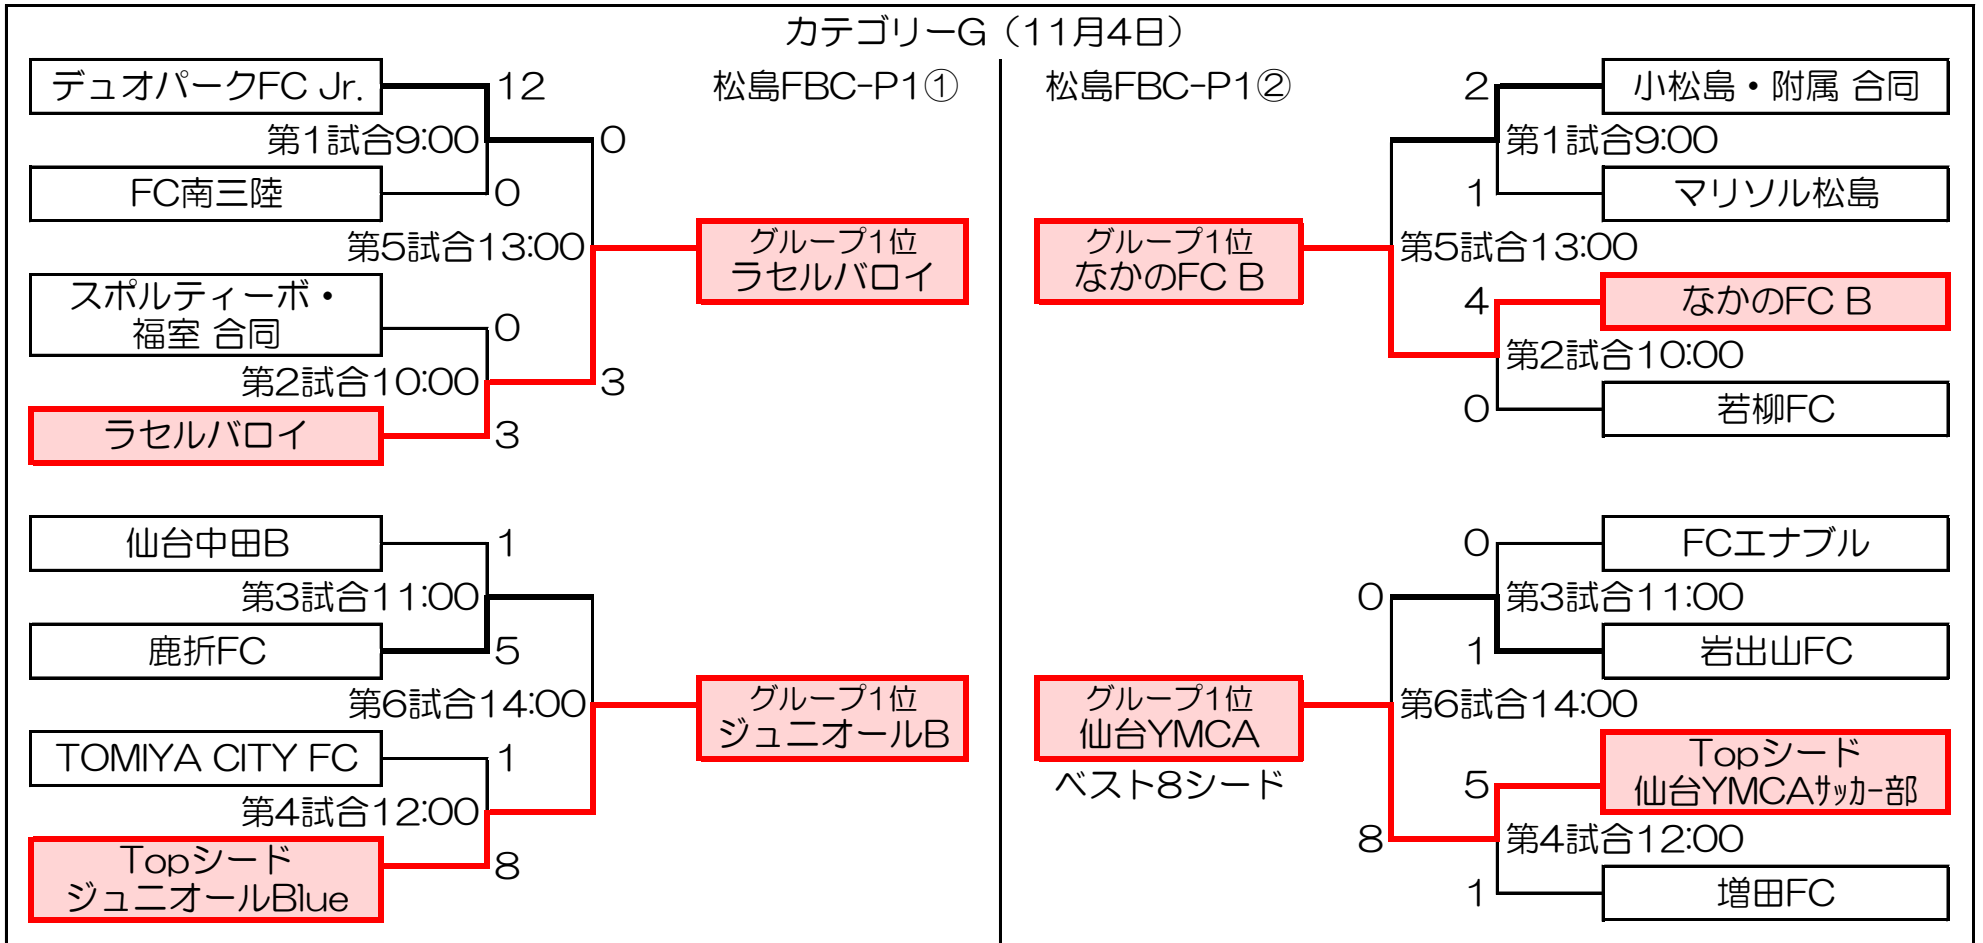 カテゴリーG（11月4日）
松島FBC-P1①
デュオパークFC Jr.
12
第1試合9:00
0
FC南三陸
0
第5試合13:00
グループ1位
ラセルバロイ
スポルティーボ・
福室 合同
0
第2試合10:00
3
ラセルバロイ
3
仙台中田B
1
第3試合11:00
鹿折FC
5
第6試合14:00
グループ1位
ジュニオールB
TOMIYA CITY FC
1
第4試合12:00
Topシード
ジュニオールBlue
8
松島FBC-P1②
2
小松島・附属 合同
第1試合9:00
1
マリソル松島
グループ1位
なかのFC B
第5試合13:00
4
なかのFC B
第2試合10:00
0
若柳FC
0
FCエナブル
0
第3試合11:00
1
岩出山FC
グループ1位
仙台YMCA
ベスト8シード
第6試合14:00
5
Topシード
仙台YMCAｻｯｶｰ部
8
第4試合12:00
1
増田FC